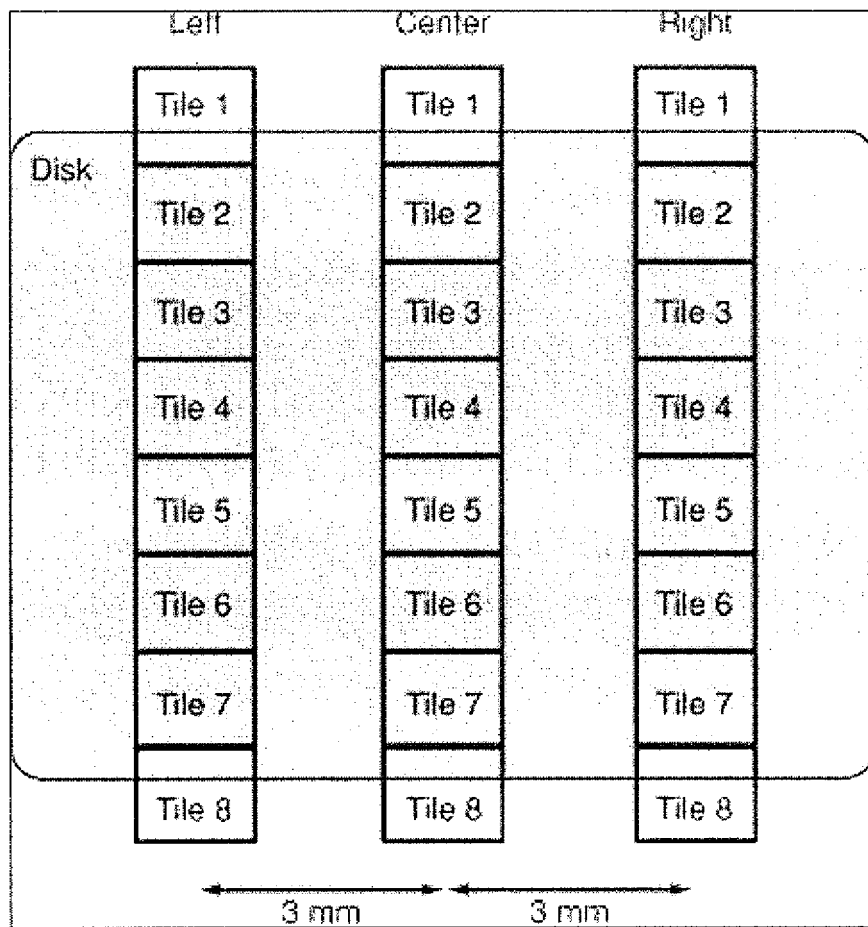 Left Center Right
Tile 1 Tile 1 Tile 1
Disk
Tile 2 Tile 2 Tile 2
Tile 3 Tile 3 Tile 3
Tile 4 Tile 4 Tile 4
Tile 5 Tile 5 Tile 5
Tile 6 Tile 6 Tile 6
Tile 7 Tile 7 Tile 7
Tile 8 Tile 8 Tile 8
3 mm 3 mm